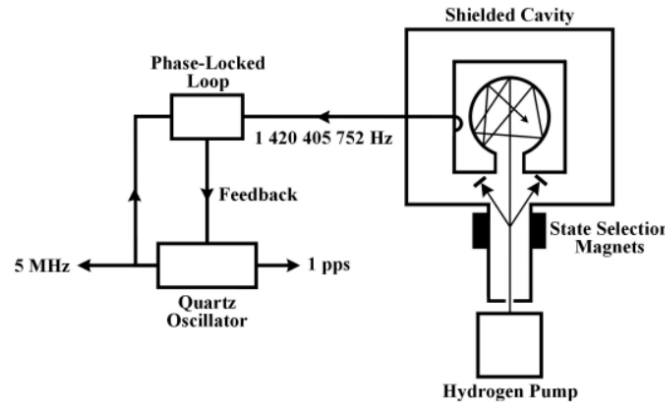 Shielded Cavity
Phase-Locked
Loop
1 420 405 752 Hz
Feedback
State Selection
Magnets
5 MHz
1 pps
Quartz
Oscillator
Hydrogen Pump